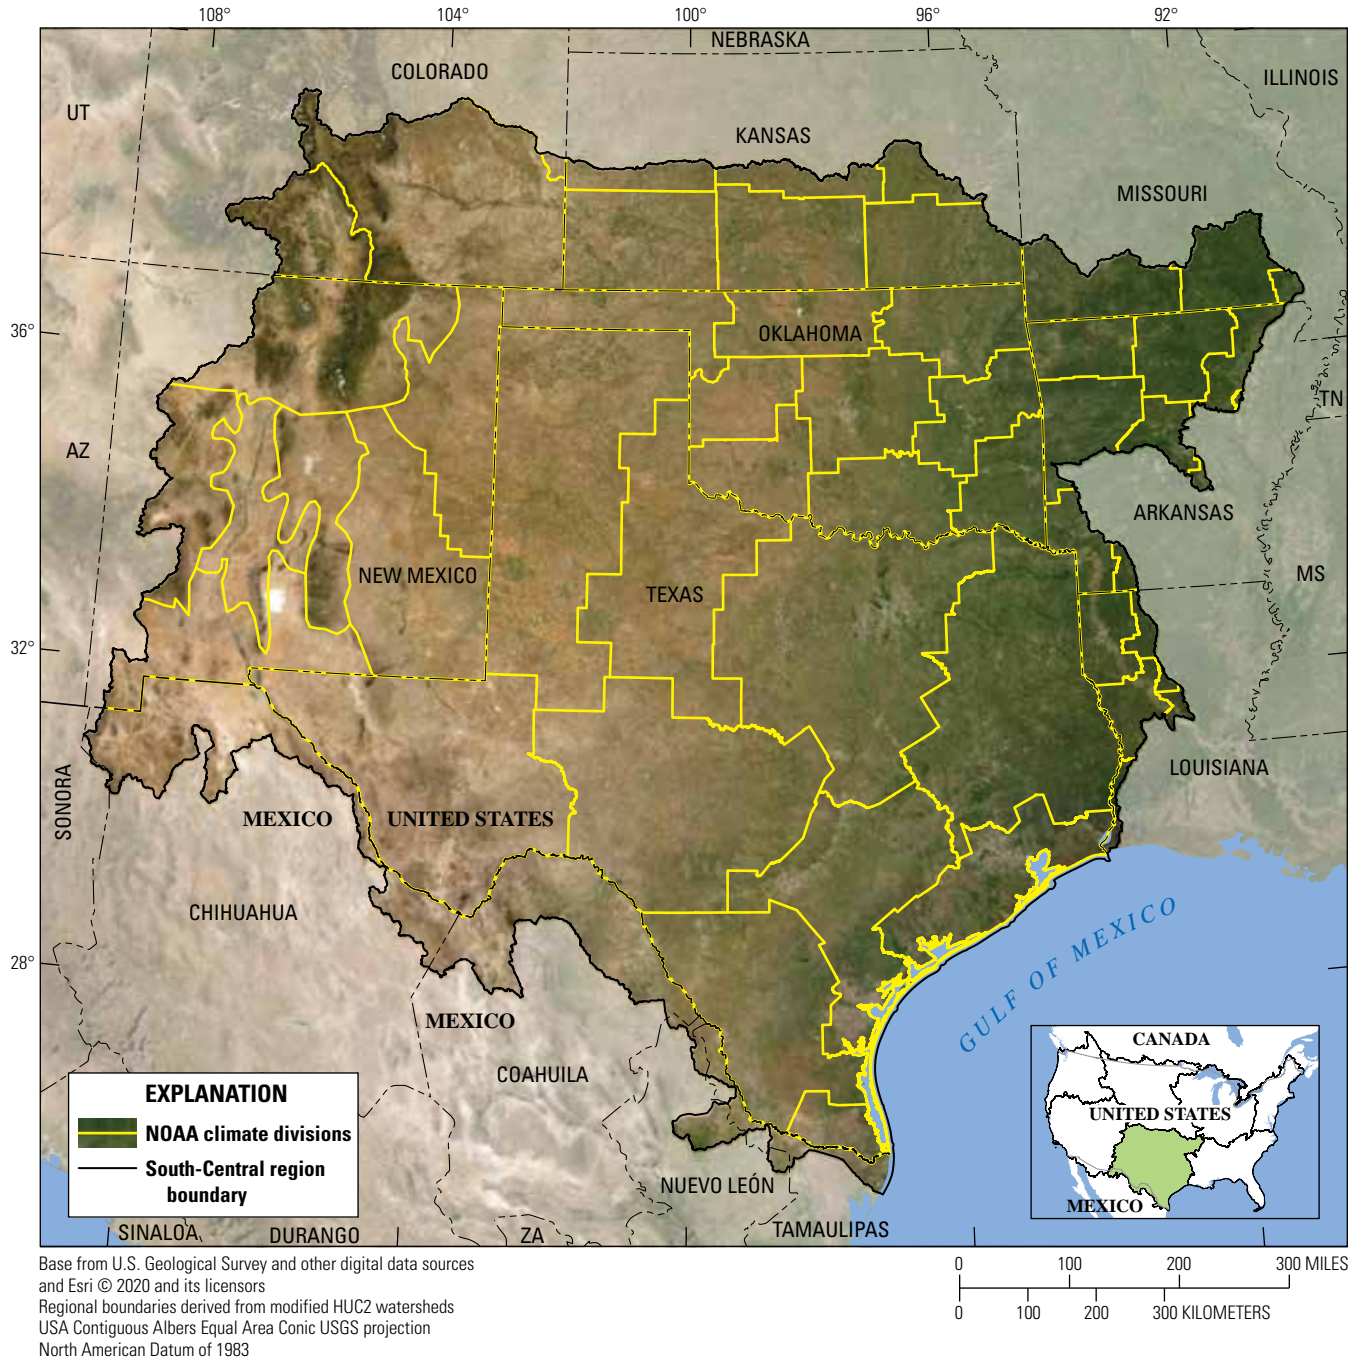 108°
104°
100°
96°
92°
NEBRASKA
COLORADO
ILLINOIS
UT
KANSAS
MISSOURI
36°
OKLAHOMA
TN
AZ
ARKANSAS
NEW MEXICO
TEXAS
MS
32°
LOUISIANA
SONORA
MEXICO
UNITED STATES
CHIHUAHUA
GULF OF MEXICO
28°
MEXICO
COAHUILA
NUEVO LEÓN
TAMAULIPAS
SINALOA
DURANGO
ZA
EXPLANATION
NOAA climate divisions
South-Central region
boundary
CANADA
UNITED STATES
MEXICO
Base from U.S. Geological Survey and other digital data sources
and Esri © 2020 and its licensors
Regional boundaries derived from modified HUC2 watersheds
USA Contiguous Albers Equal Area Conic USGS projection
North American Datum of 1983
0 100 200 300 MILES
0 100 200 300 KILOMETERS